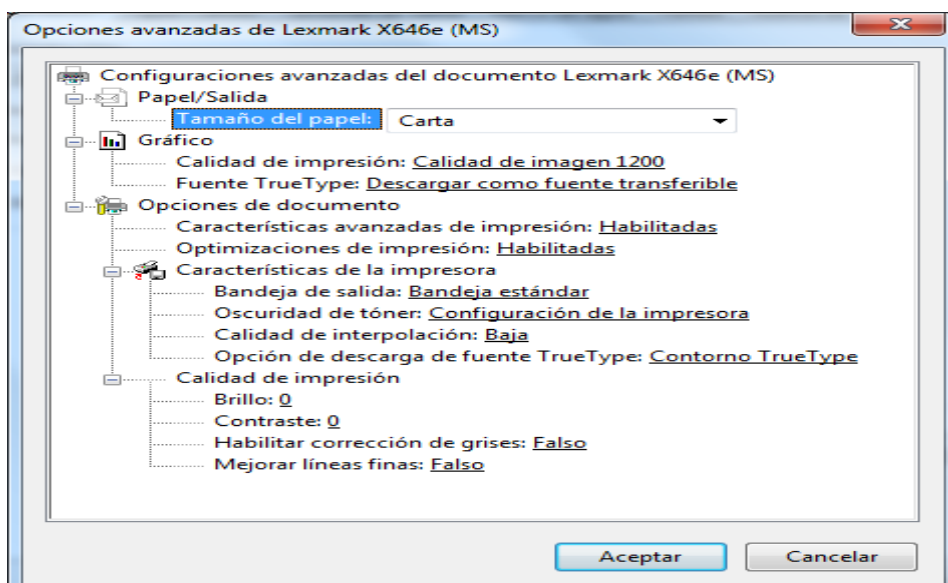 Opciones avanzadas de Lexmark X646e (MS)
Configuraciones avanzadas del documento Lexmark X646e (MS)
Papel/Salida
Tamaño del papel: Carta
Gráfico
Calidad de impresión: Calidad de imagen 1200
Fuente TrueType: Descargar como fuente transferible
Opciones de documento
Características avanzadas de impresión: Habilitadas
Optimizaciones de impresión: Habilitadas
Características de la impresora
Bandeja de salida: Bandeja estándar
Oscuridad de tóner: Configuración de la impresora
Calidad de interpolación: Baja
Opción de descarga de fuente TrueType: Contorno TrueType
Calidad de impresión
Brillo: 0
Contraste: 0
Habilitar corrección de grises: Falso
Mejorar líneas finas: Falso
Aceptar Cancelar